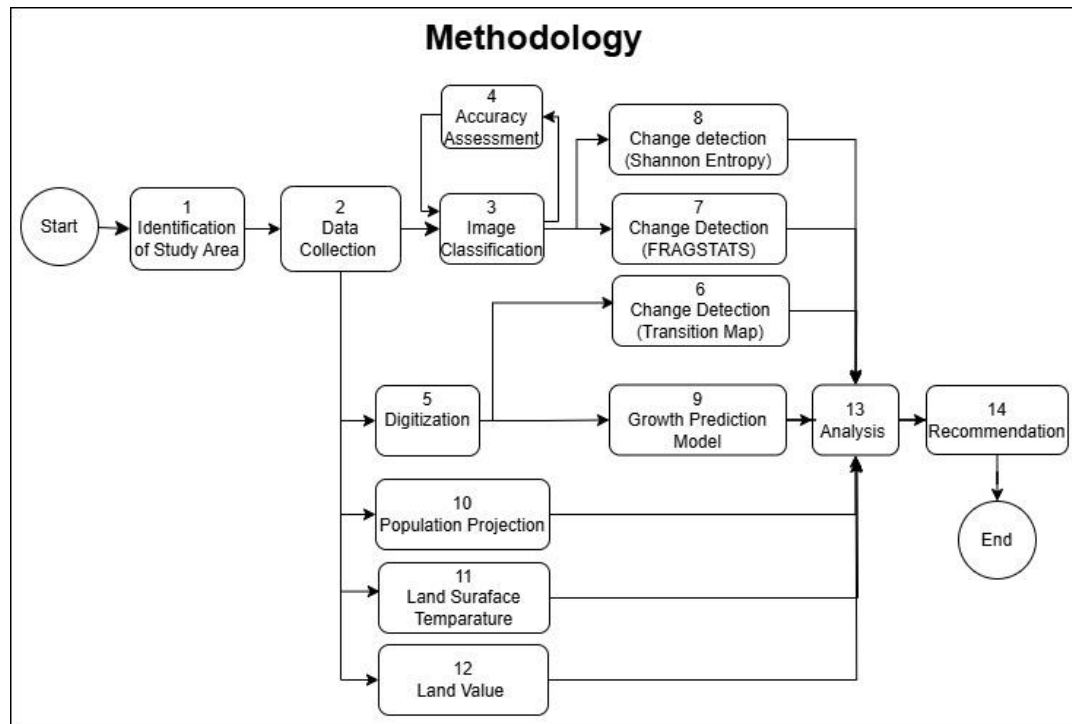 Methodology
4
Accuracy
Assessment
8
Change detection
(Shannon Entropy)
Start
1
Identification
of Study Area
2
Data
Collection
3
Image
Classification
7
Change Detection
(FRAGSTATS)
6
Change Detection
(Transition Map)
5
Digitization
9
Growth Prediction
Model
13
Analysis
14
Recommendation
10
Population Projection
End
11
Land Suraface
Temparature
12
Land Value